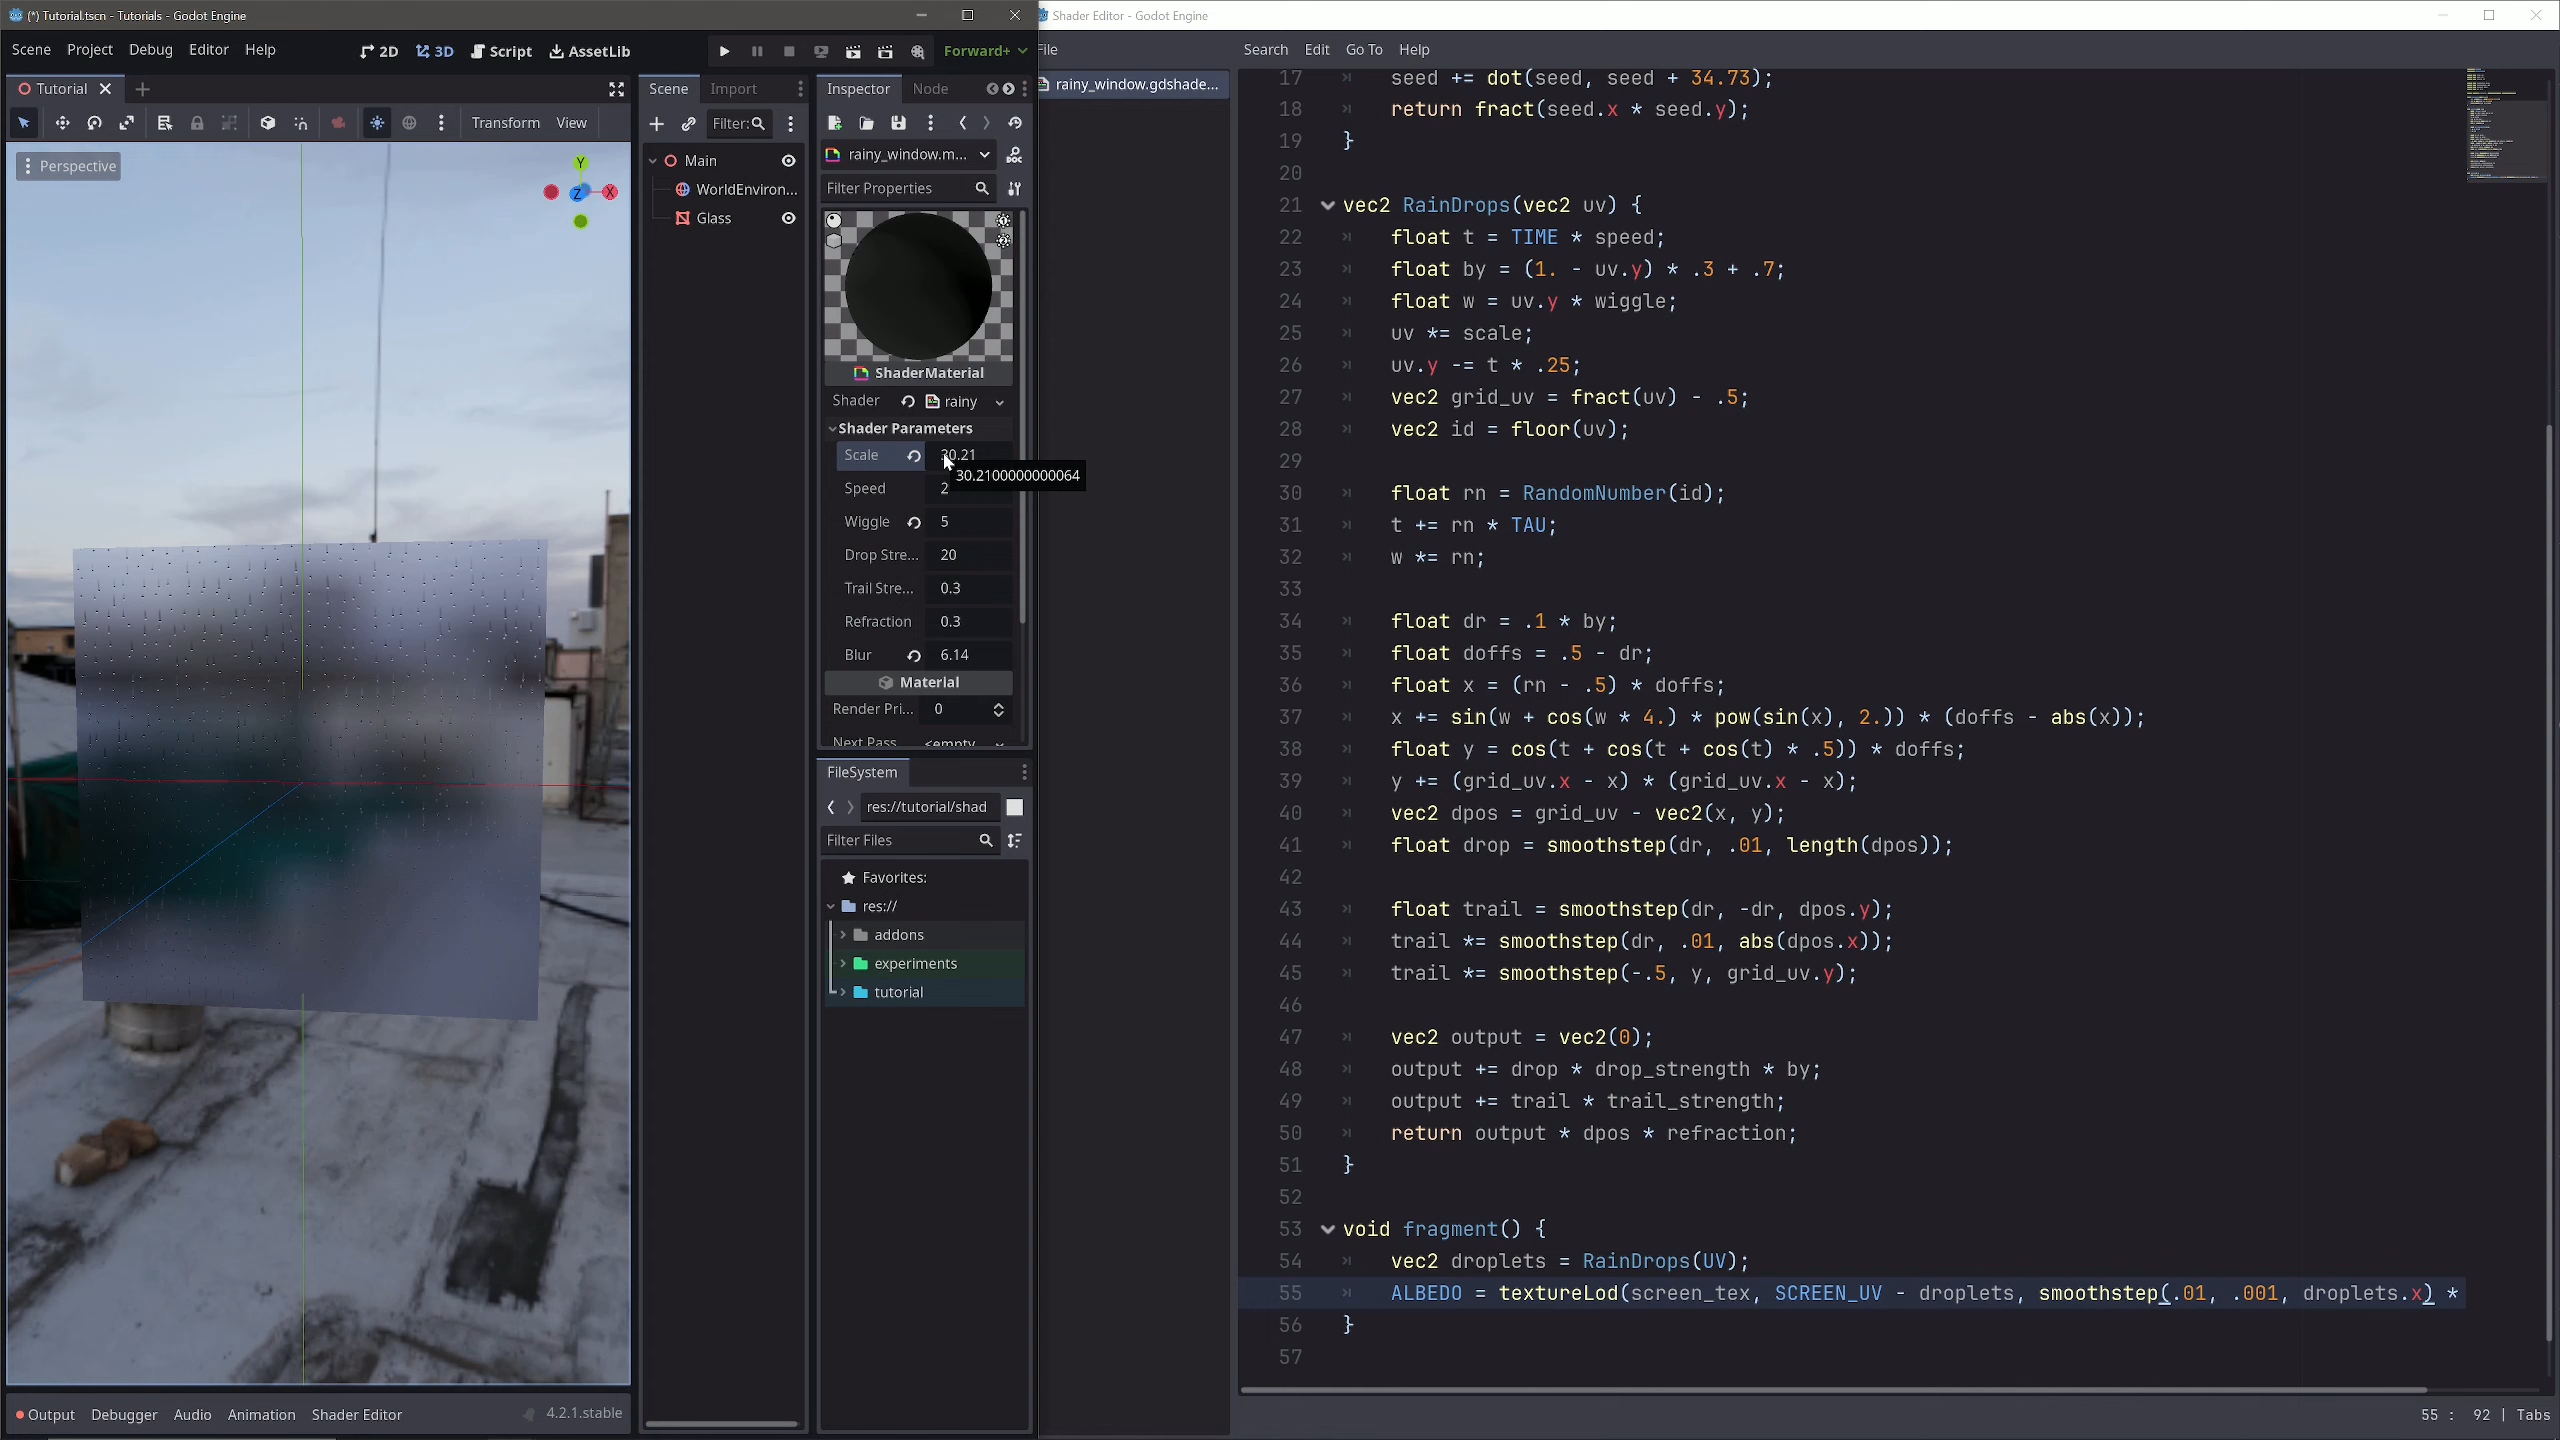 (*) Tutorial.tscn - Tutorials - Godot Engine
Scene Project Debug Editor Help
2D 3D Script AssetLib
Forward+
Tutorial
Transform View
Perspective
Y
Z
X
Scene Import
Filter:
Main
WorldEnviron...
Glass
Inspector Node
rainy_window.m...
DOC
Filter Properties
ShaderMaterial
Shader rainy
Shader Parameters
Scale 30.21
30.2100000000064
Speed 2
Wiggle 5
Drop Stre... 20
Trail Stre... 0.3
Refraction 0.3
Blur 6.14
Material
Render Pri... 0
Next Pass <empty
FileSystem
res://tutorial/shad
Filter Files
Favorites:
res://
addons
experiments
tutorial
Output Debugger Audio Animation Shader Editor 4.2.1.stable
Shader Editor - Godot Engine
File Search Edit Go To Help
rainy_window.gdshade...
17 seed += dot(seed, seed + 34.73);
18 return fract(seed.x * seed.y);
19 }
20
21 vec2 RainDrops(vec2 uv) {
22 float t = TIME * speed;
23 float by = (1. - uv.y) * .3 + .7;
24 float w = uv.y * wiggle;
25 uv *= scale;
26 uv.y -= t * .25;
27 vec2 grid_uv = fract(uv) - .5;
28 vec2 id = floor(uv);
29
30 float rn = RandomNumber(id);
31 t += rn * TAU;
32 w *= rn;
33
34 float dr = .1 * by;
35 float doffs = .5 - dr;
36 float x = (rn - .5) * doffs;
37 x += sin(w + cos(w * 4.) * pow(sin(x), 2.)) * (doffs - abs(x));
38 float y = cos(t + cos(t + cos(t) * .5)) * doffs;
39 y += (grid_uv.x - x) * (grid_uv.x - x);
40 vec2 dpos = grid_uv - vec2(x, y);
41 float drop = smoothstep(dr, .01, length(dpos));
42
43 float trail = smoothstep(dr, -dr, dpos.y);
44 trail *= smoothstep(dr, .01, abs(dpos.x));
45 trail *= smoothstep(-.5, y, grid_uv.y);
46
47 vec2 output = vec2(0);
48 output += drop * drop_strength * by;
49 output += trail * trail_strength;
50 return output * dpos * refraction;
51 }
52
53 void fragment() {
54 vec2 droplets = RainDrops(UV);
55 ALBEDO = textureLod(screen_tex, SCREEN_UV - droplets, smoothstep(.01, .001, droplets.x) *
56 }
57
55 : 92 | Tabs